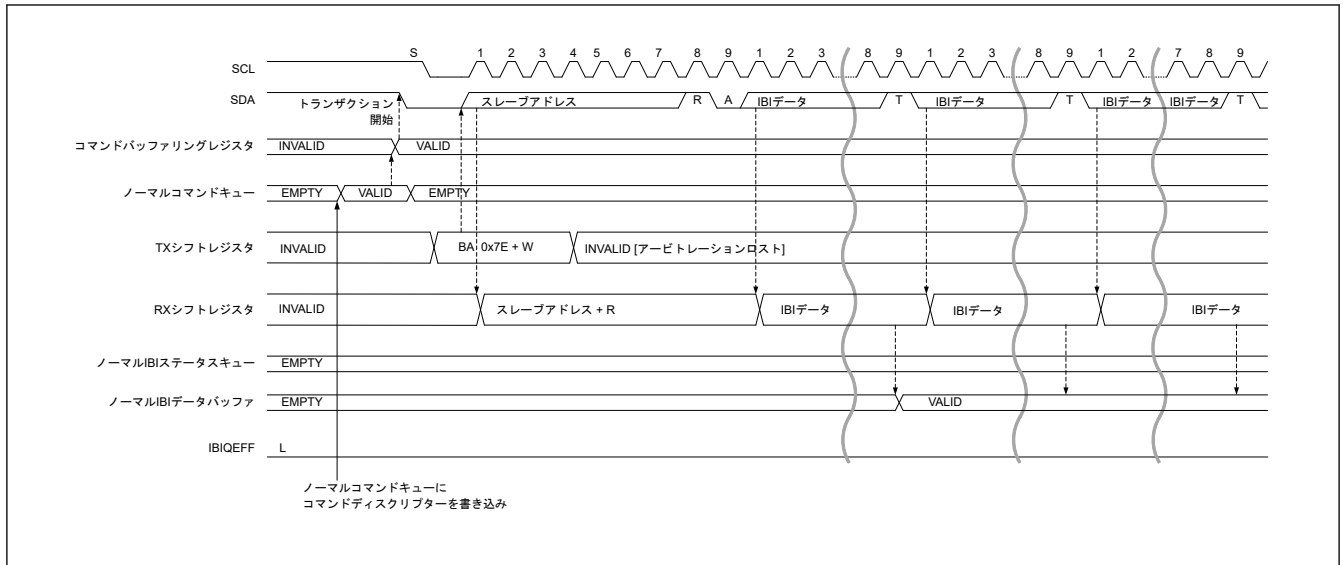 S 1 2 3 4 5 6 7 8 9 1 2 3 8 9 1 2 3 8 9 1 2 7 8 9
SCL
SDA トランザクション 開始 スレーブアドレス R A IBIデータ T IBIデータ T IBIデータ IBIデータ T
コマンドバッファリングレジスタ INVALID VALID
ノーマルコマンドキュー EMPTY VALID EMPTY
TXシフトレジスタ INVALID BA 0x7E + W INVALID [アービトレーションロスト]
RXシフトレジスタ INVALID スレーブアドレス + R IBIデータ IBIデータ IBIデータ
ノーマルIBIステータスキュー EMPTY
ノーマルIBIデータバッファ EMPTY VALID
IBIQEFF L
ノーマルコマンドキューに
コマンドディスクリプターを書き込み